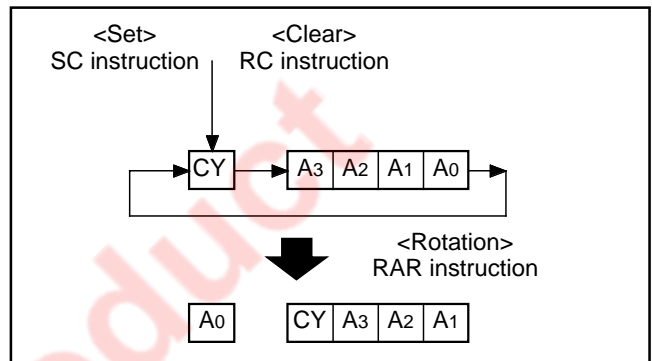 <Set> <Clear>
SC instruction RC instruction
CY A3 A2 A1 A0
<Rotation>
RAR instruction
A0 CY A3 A2 A1